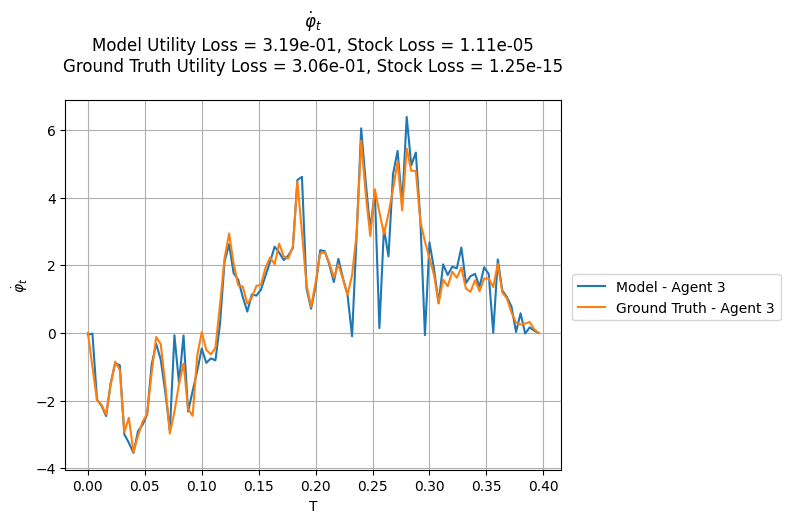 φ̇ₜ
Model Utility Loss = 3.19e-01, Stock Loss = 1.11e-05
Ground Truth Utility Loss = 3.06e-01, Stock Loss = 1.25e-15
6
4
2
0
−2
−4
φ̇ₜ
0.00 0.05 0.10 0.15 0.20 0.25 0.30 0.35 0.40
T
Model - Agent 3
Ground Truth - Agent 3